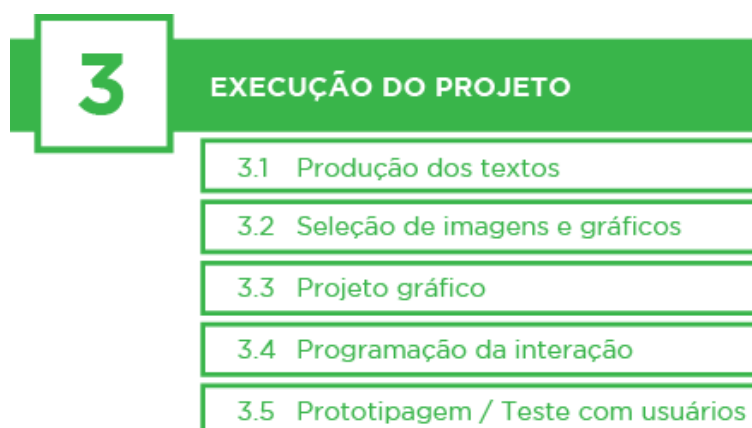 3
EXECUÇÃO DO PROJETO
3.1 Produção dos textos
3.2 Seleção de imagens e gráficos
3.3 Projeto gráfico
3.4 Programação da interação
3.5 Prototipagem / Teste com usuários